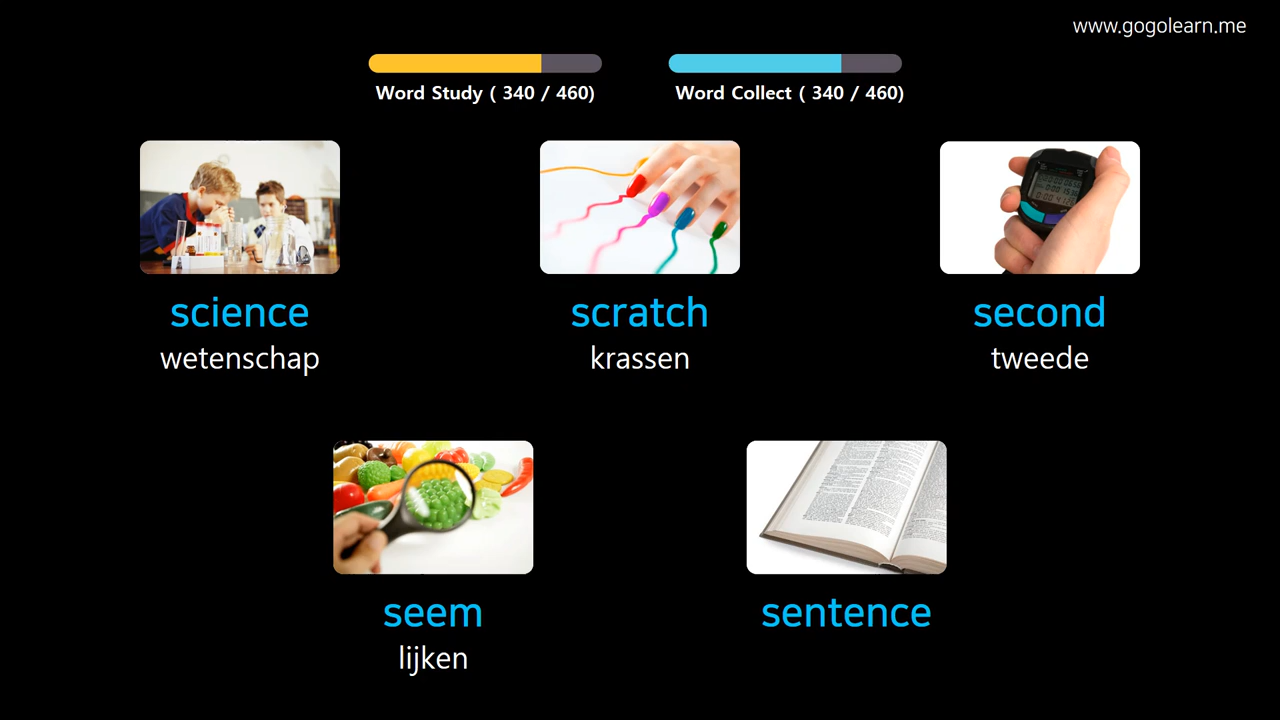 www.gogolearn.me
Word Study ( 340 / 460)
Word Collect ( 340 / 460)
science
wetenschap
scratch
krassen
second
tweede
seem
lijken
sentence